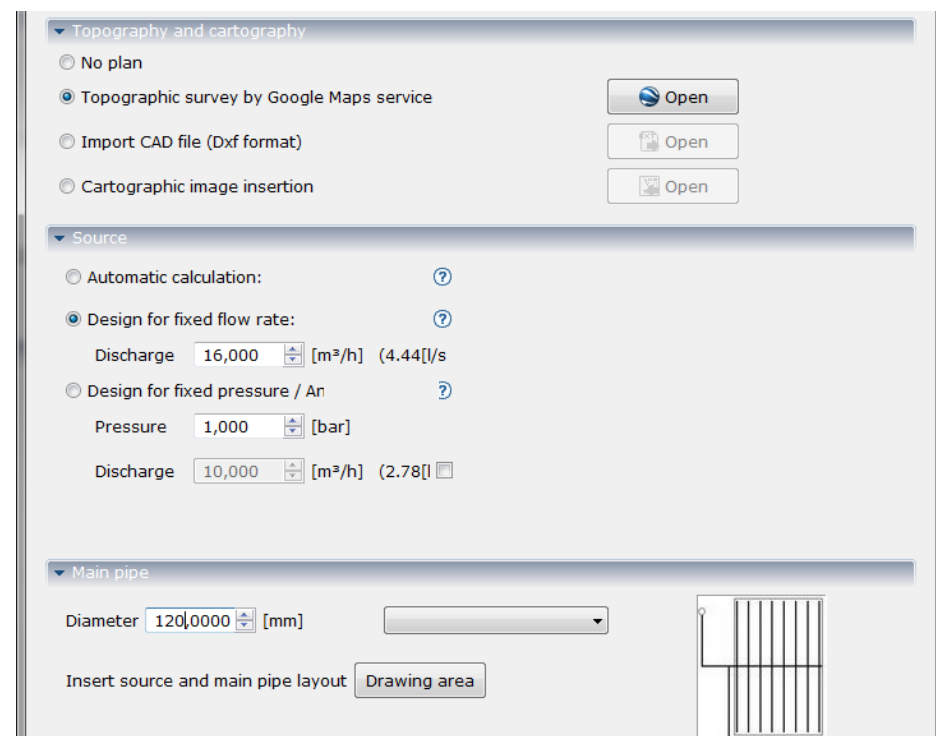 Topography and cartography
No plan
Topographic survey by Google Maps service Open
Import CAD file (Dxf format) Open
Cartographic image insertion Open
Source
Automatic calculation: ?
Design for fixed flow rate: ?
Discharge 16,000 [m³/h] (4.44[l/s
Design for fixed pressure / An ?
Pressure 1,000 [bar]
Discharge 10,000 [m³/h] (2.78[l
Main pipe
Diameter 120,0000 [mm]
Insert source and main pipe layout Drawing area